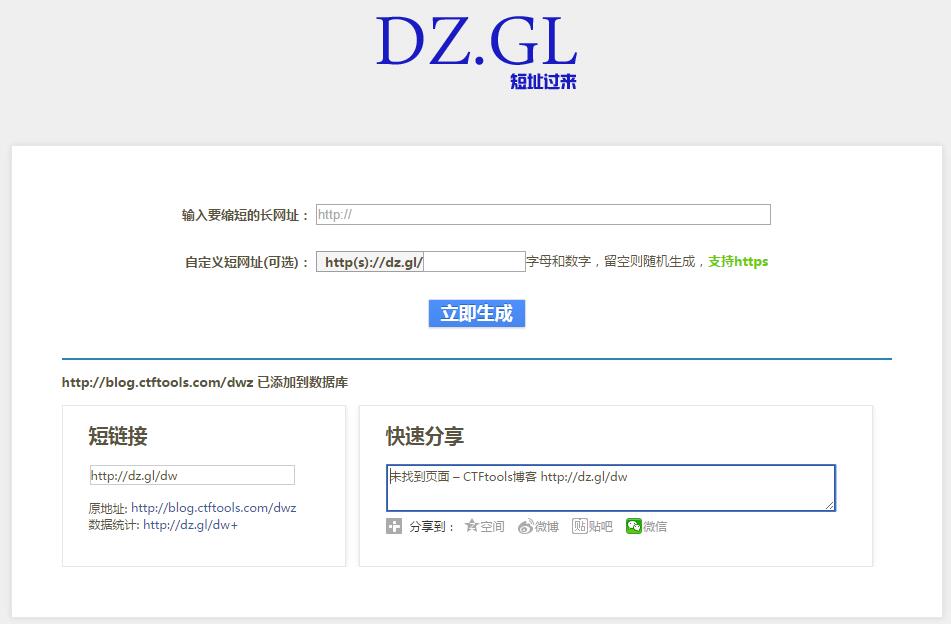 DZ.GL
短址过来
输入要缩短的长网址： http://
自定义短网址(可选)： http(s)://dz.gl/ 字母和数字，留空则随机生成，支持https
立即生成
http://blog.ctftools.com/dwz 已添加到数据库
短链接
http://dz.gl/dw
原地址: http://blog.ctftools.com/dwz
数据统计: http://dz.gl/dw+
快速分享
未找到页面 – CTFtools博客 http://dz.gl/dw
分享到： 空间 微博 贴 贴吧 微信